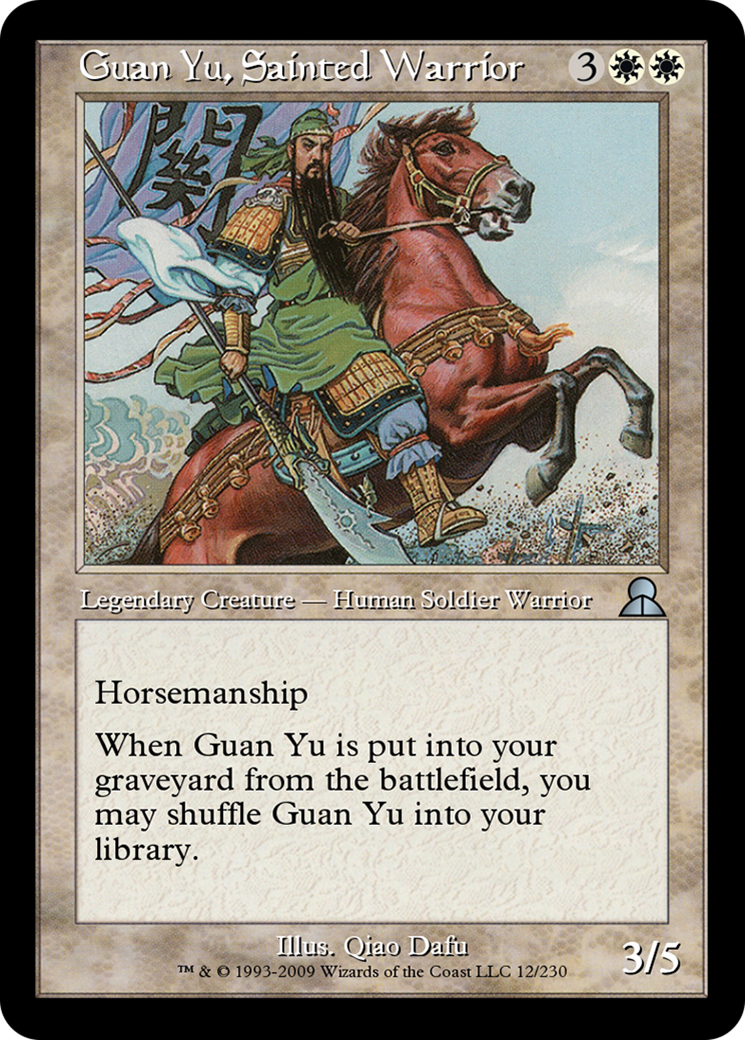 Guan Yu, Sainted Warrior 3
關
Legendary Creature — Human Soldier Warrior
Horsemanship
When Guan Yu is put into your
graveyard from the battlefield, you
may shuffle Guan Yu into your
library.
Illus. Qiao Dafu
3/5
™ & © 1993-2009 Wizards of the Coast LLC 12/230